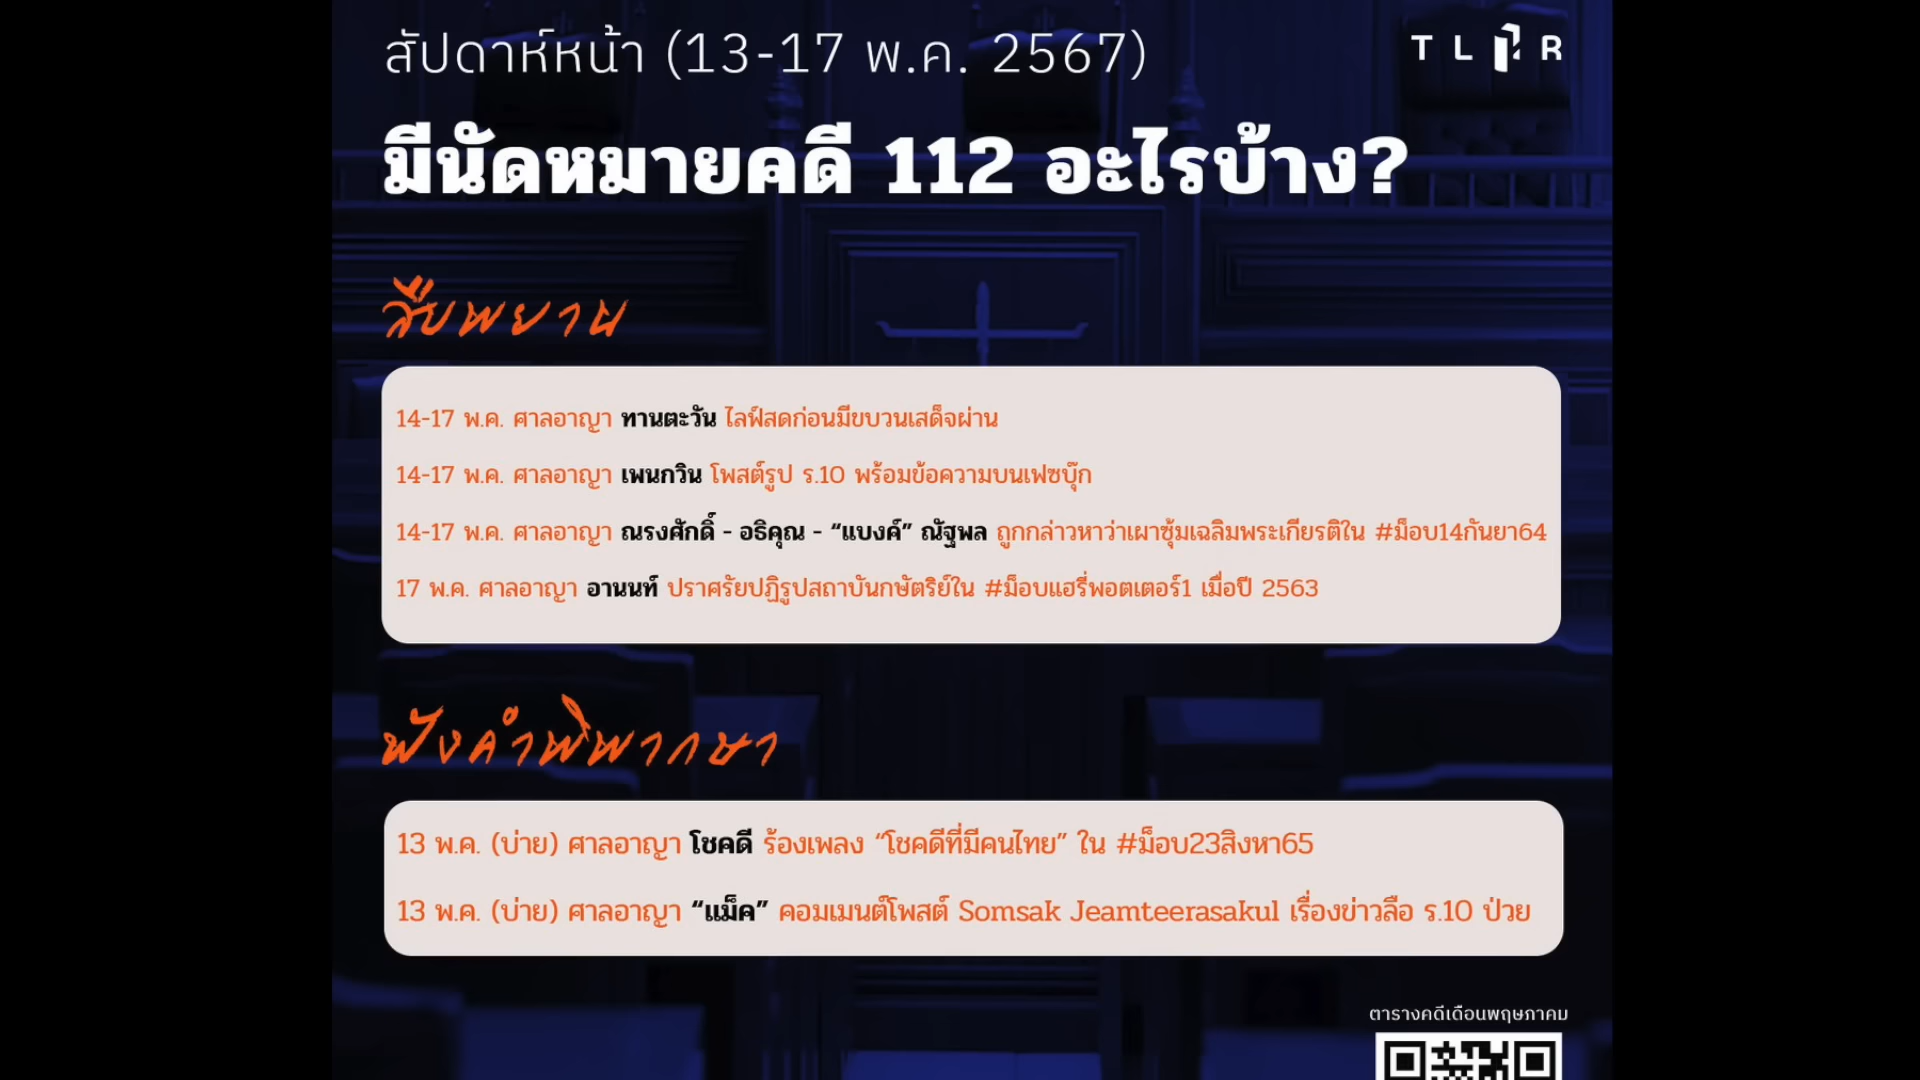 สัปดาห์หน้า (13-17 พ.ค. 2567)
TLHR
มีนัดหมายคดี 112 อะไรบ้าง?
สืบพยาน
14-17 พ.ค. ศาลอาญา ทานตะวัน ไลฟ์สดก่อนมีขบวนเสด็จผ่าน
14-17 พ.ค. ศาลอาญา เพนกวิน โพสต์รูป ร.10 พร้อมข้อความบนเฟซบุ๊ก
14-17 พ.ค. ศาลอาญา ณรงศักดิ์ - อธิคุณ - “แบงค์” ณัฐพล ถูกกล่าวหาว่าเผาซุ้มเฉลิมพระเกียรติใน #ม็อบ14กันยา64
17 พ.ค. ศาลอาญา อานนท์ ปราศรัยปฏิรูปสถาบันกษัตริย์ใน #ม็อบแฮรี่พอตเตอร์1 เมื่อปี 2563
ฟังคำพิพากษา
13 พ.ค. (บ่าย) ศาลอาญา โชคดี ร้องเพลง “โชคดีที่มีคนไทย” ใน #ม็อบ23สิงหา65
13 พ.ค. (บ่าย) ศาลอาญา “แม็ค” คอมเมนต์โพสต์ Somsak Jeamteerasakul เรื่องข่าวลือ ร.10 ป่วย
ตารางคดีเดือนพฤษภาคม